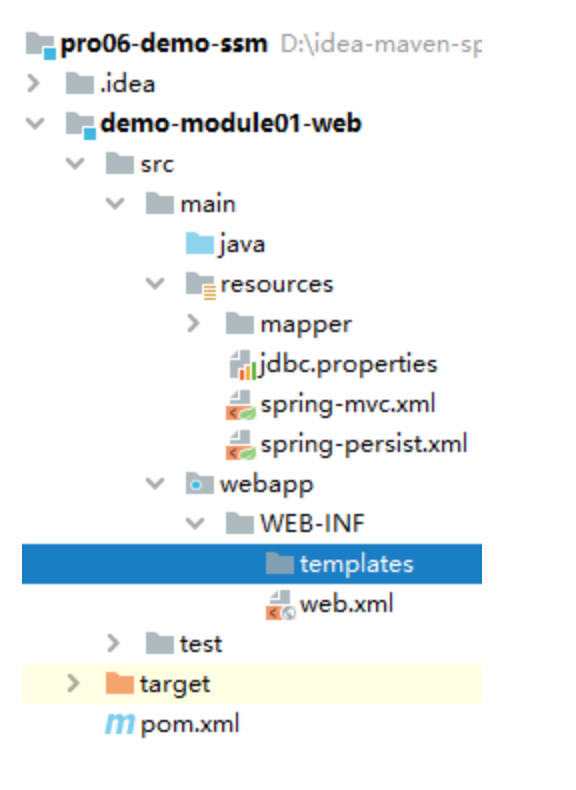 pro06-demo-ssm D:\idea-maven-sp
.idea
demo-module01-web
src
main
java
resources
mapper
jdbc.properties
spring-mvc.xml
spring-persist.xml
webapp
WEB-INF
templates
web.xml
test
target
pom.xml